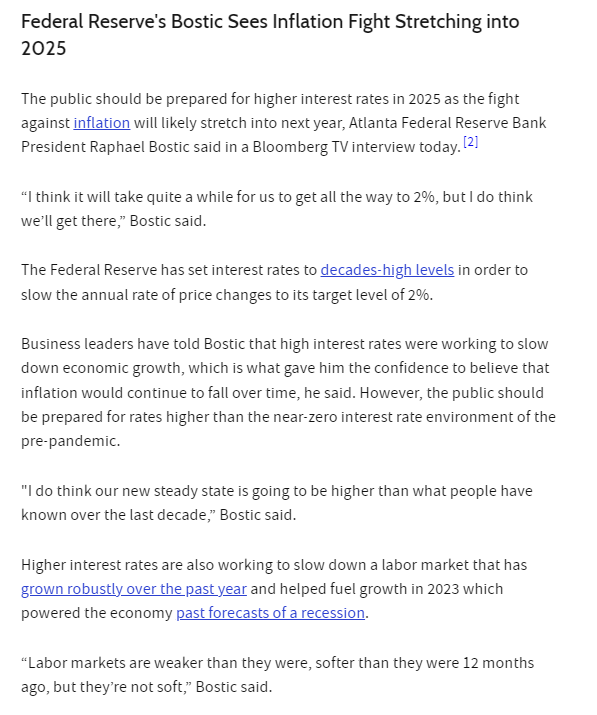 Federal Reserve's Bostic Sees Inflation Fight Stretching into
2025
The public should be prepared for higher interest rates in 2025 as the fight
against inflation will likely stretch into next year, Atlanta Federal Reserve Bank
President Raphael Bostic said in a Bloomberg TV interview today. [2]
“I think it will take quite a while for us to get all the way to 2%, but I do think
we’ll get there,” Bostic said.
The Federal Reserve has set interest rates to decades-high levels in order to
slow the annual rate of price changes to its target level of 2%.
Business leaders have told Bostic that high interest rates were working to slow
down economic growth, which is what gave him the confidence to believe that
inflation would continue to fall over time, he said. However, the public should
be prepared for rates higher than the near-zero interest rate environment of the
pre-pandemic.
"I do think our new steady state is going to be higher than what people have
known over the last decade,” Bostic said.
Higher interest rates are also working to slow down a labor market that has
grown robustly over the past year and helped fuel growth in 2023 which
powered the economy past forecasts of a recession.
“Labor markets are weaker than they were, softer than they were 12 months
ago, but they’re not soft,” Bostic said.